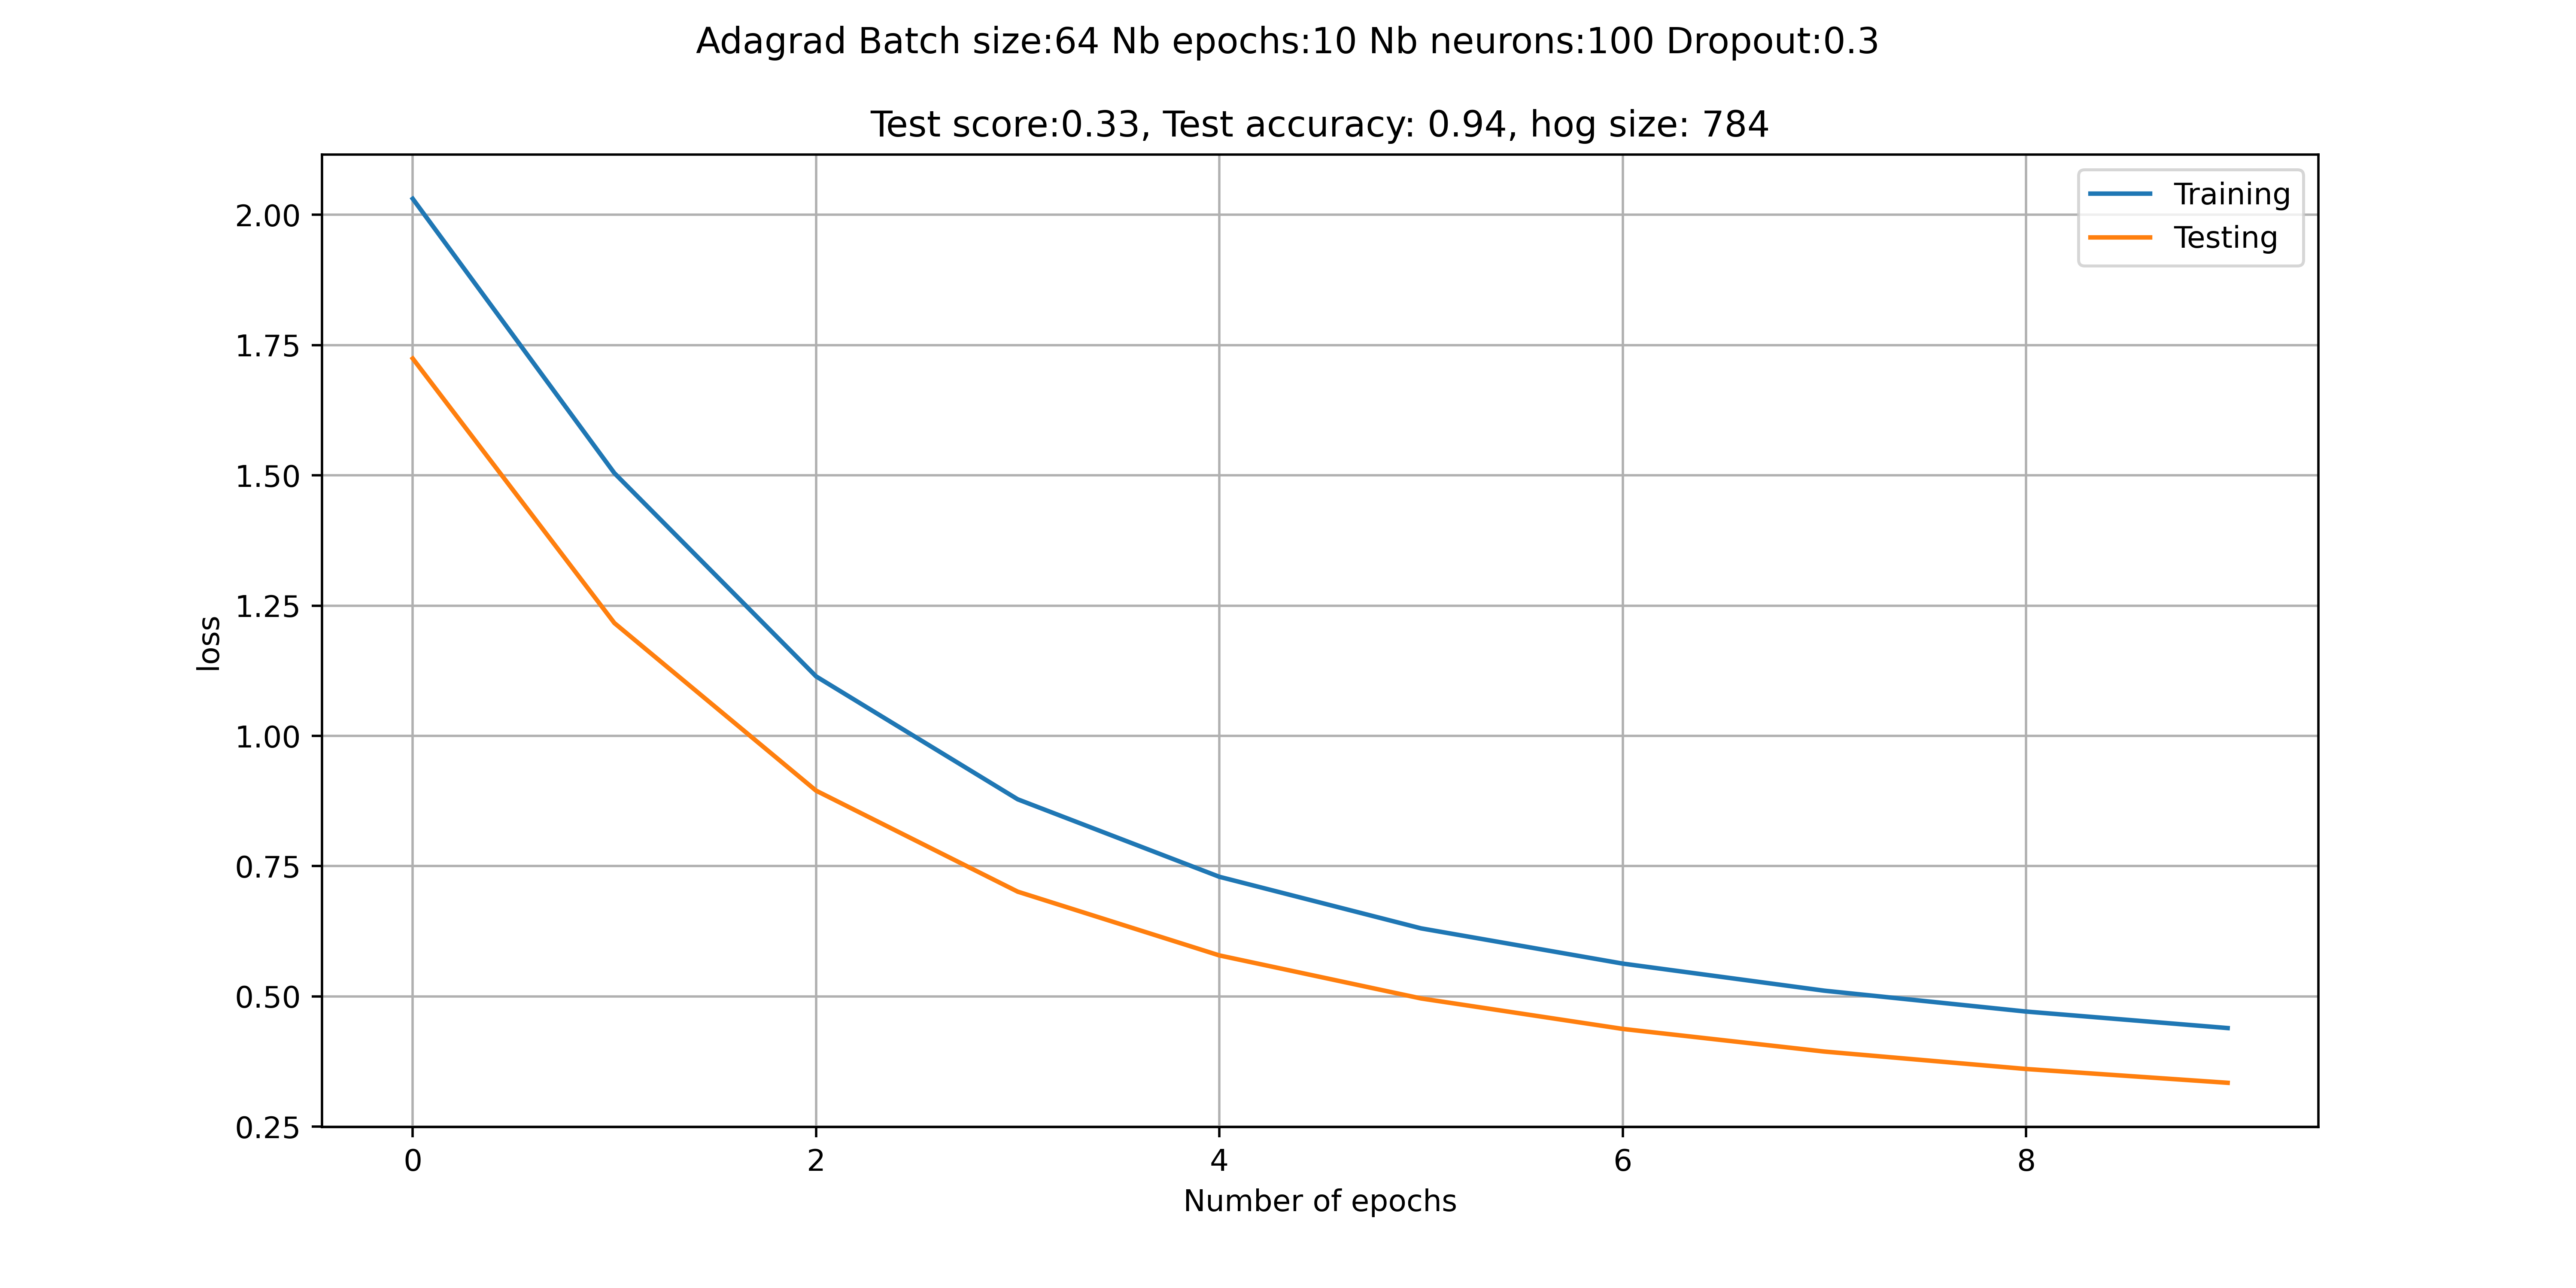 Adagrad Batch size:64 Nb epochs:10 Nb neurons:100 Dropout:0.3
Test score:0.33, Test accuracy: 0.94, hog size: 784
Training
Testing
2.00
1.75
1.50
1.25
1.00
0.75
0.50
0.25
loss
0 2 4 6 8
Number of epochs